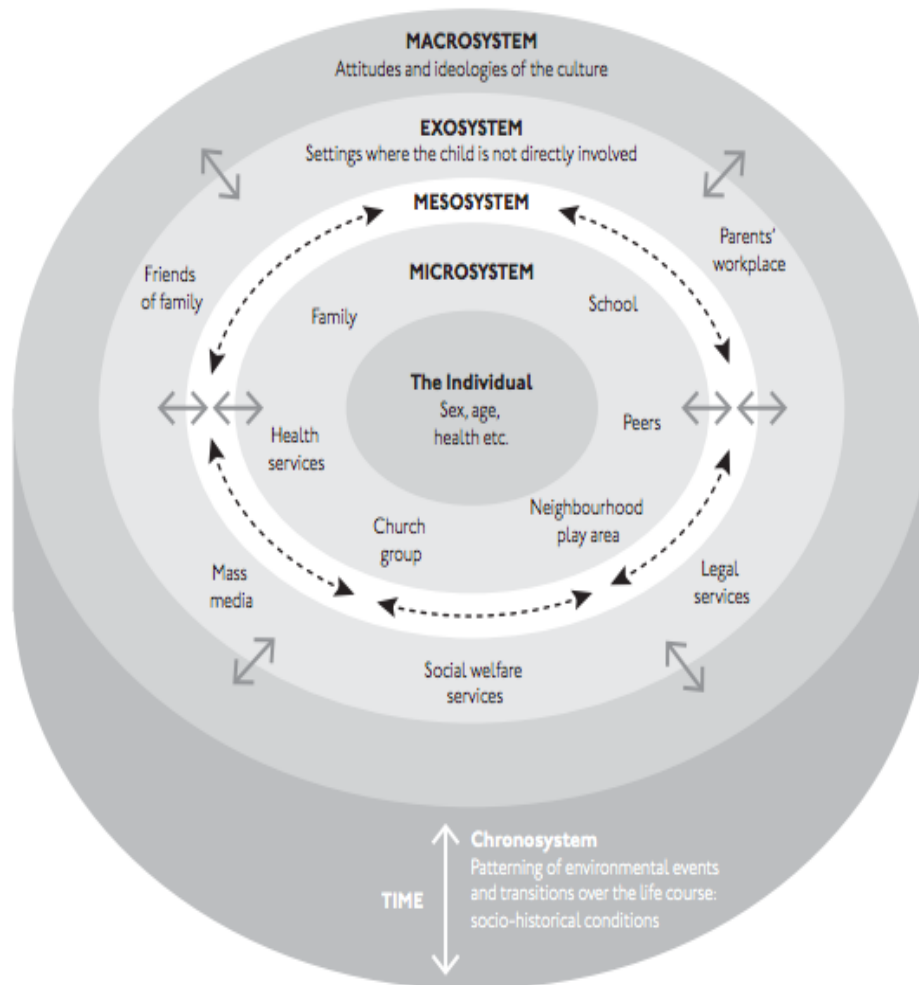 MACROSYSTEM
Attitudes and ideologies of the culture
EXOSYSTEM
Settings where the child is not directly involved
MESOSYSTEM
Parents'
workplace
Friends
of family
MICROSYSTEM
Family
School
The Individual
Sex, age,
health etc.
Peers
Health
services
Neighbourhood
play area
Church
group
Mass
media
Legal
services
Social welfare
services
TIME
Chronosystem
Patterning of environmental events
and transitions over the life course:
socio-historical conditions